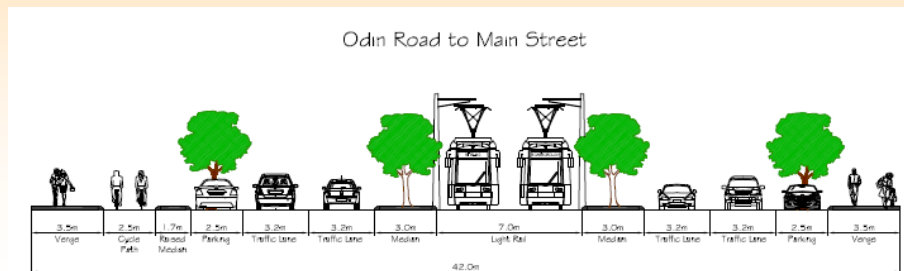 Odin Road to Main Street
3.5m 2.5m 1.7m 2.5m 3.2m 3.2m 3.0m 7.0m 3.0m 3.2m 3.2m 2.5m 3.5m
Verge Cycle Path Raised Median Parking Traffic Lane Traffic Lane Median Light Rail Median Traffic Lane Traffic Lane Parking Verge
42.0m